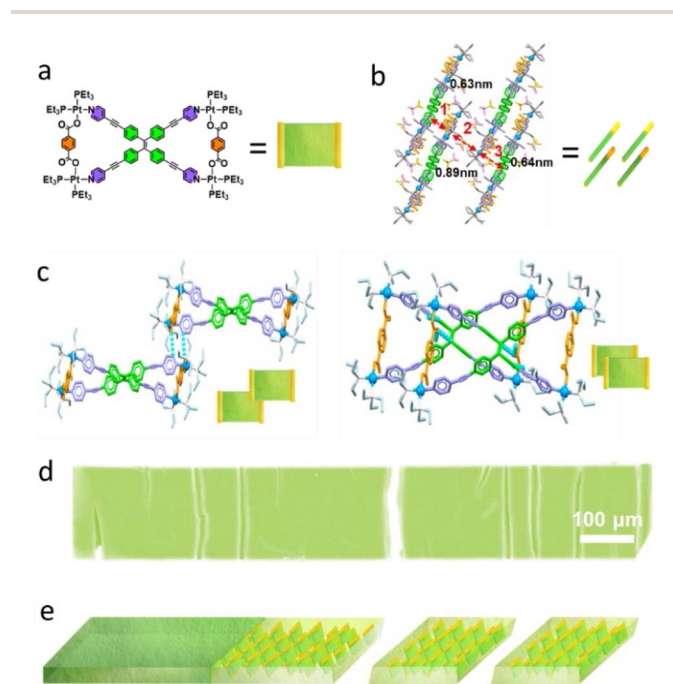 a
b
PEt3 PEt3
Et3P-Pt-N N-Pt-PEt3
Et3P PEt3
O O
O O
=
O O
O O
PEt3 PEt3
Et3P-Pt-N N-Pt-PEt3
PEt3 PEt3
0.63nm
1
2
3
0.89nm
0.64nm
=
c
d
100 µm
e